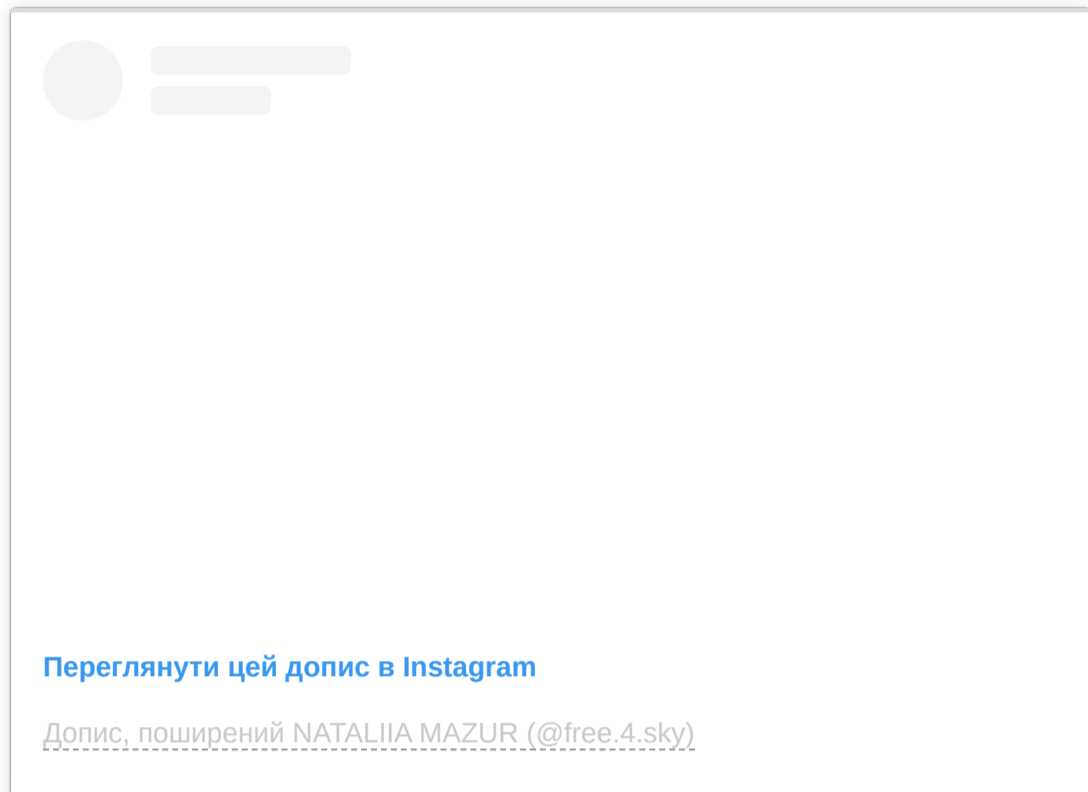 Переглянути цей допис в Instagram
Допис, поширений NATALIIA MAZUR (@free.4.sky)